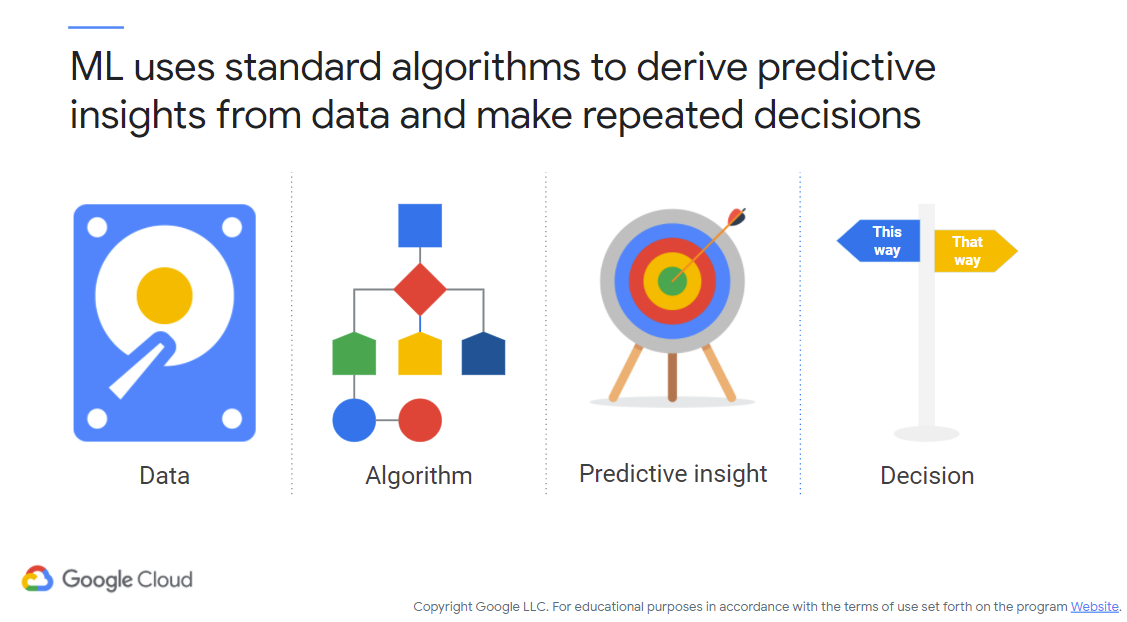 ML uses standard algorithms to derive predictive
insights from data and make repeated decisions
This
way
That
way
Data
Algorithm
Predictive insight
Decision
Google Cloud
Copyright Google LLC. For educational purposes in accordance with the terms of use set forth on the program Website.